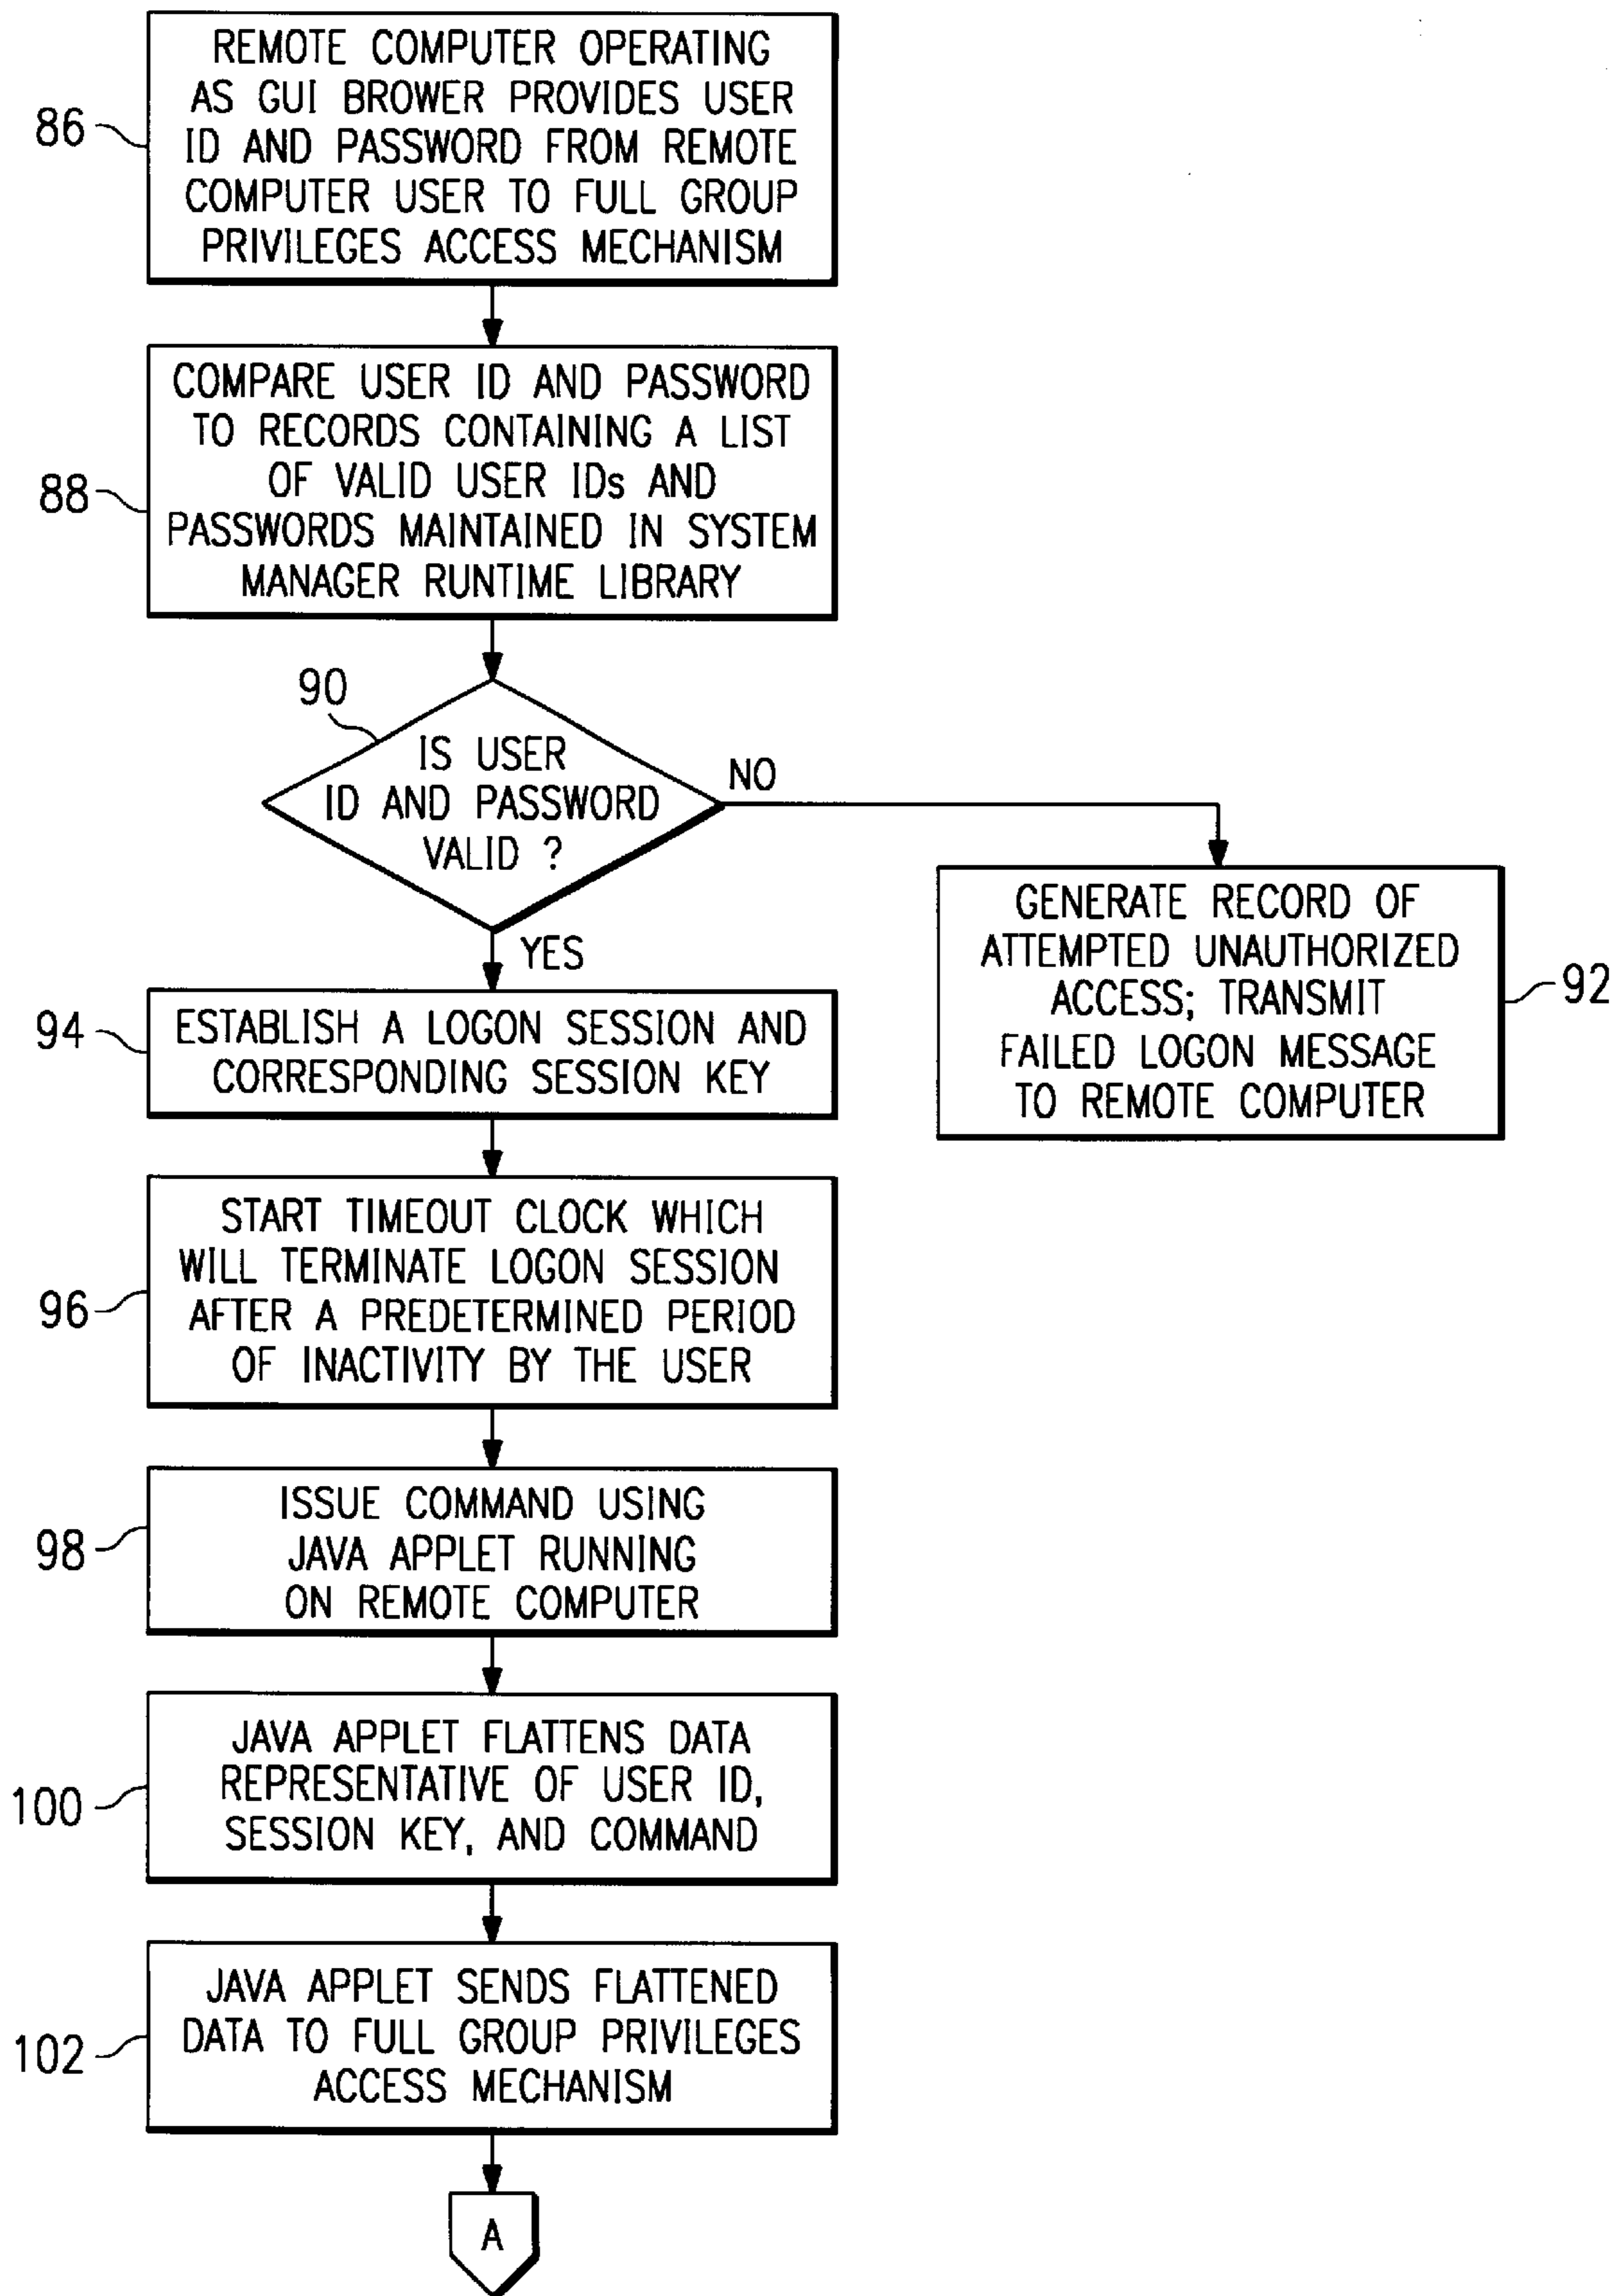 REMOTE COMPUTER OPERATING
AS GUI BROWER PROVIDES USER
ID AND PASSWORD FROM REMOTE
COMPUTER USER TO FULL GROUP
PRIVILEGES ACCESS MECHANISM
86
COMPARE USER ID AND PASSWORD
TO RECORDS CONTAINING A LIST
OF VALID USER IDs AND
PASSWORDS MAINTAINED IN SYSTEM
MANAGER RUNTIME LIBRARY
88
90
IS USER
ID AND PASSWORD
VALID ?
NO
YES
GENERATE RECORD OF
ATTEMPTED UNAUTHORIZED
ACCESS; TRANSMIT
FAILED LOGON MESSAGE
TO REMOTE COMPUTER
92
94
ESTABLISH A LOGON SESSION AND
CORRESPONDING SESSION KEY
START TIMEOUT CLOCK WHICH
WILL TERMINATE LOGON SESSION
AFTER A PREDETERMINED PERIOD
OF INACTIVITY BY THE USER
96
ISSUE COMMAND USING
JAVA APPLET RUNNING
ON REMOTE COMPUTER
98
JAVA APPLET FLATTENS DATA
REPRESENTATIVE OF USER ID,
SESSION KEY, AND COMMAND
100
JAVA APPLET SENDS FLATTENED
DATA TO FULL GROUP PRIVILEGES
ACCESS MECHANISM
102
A